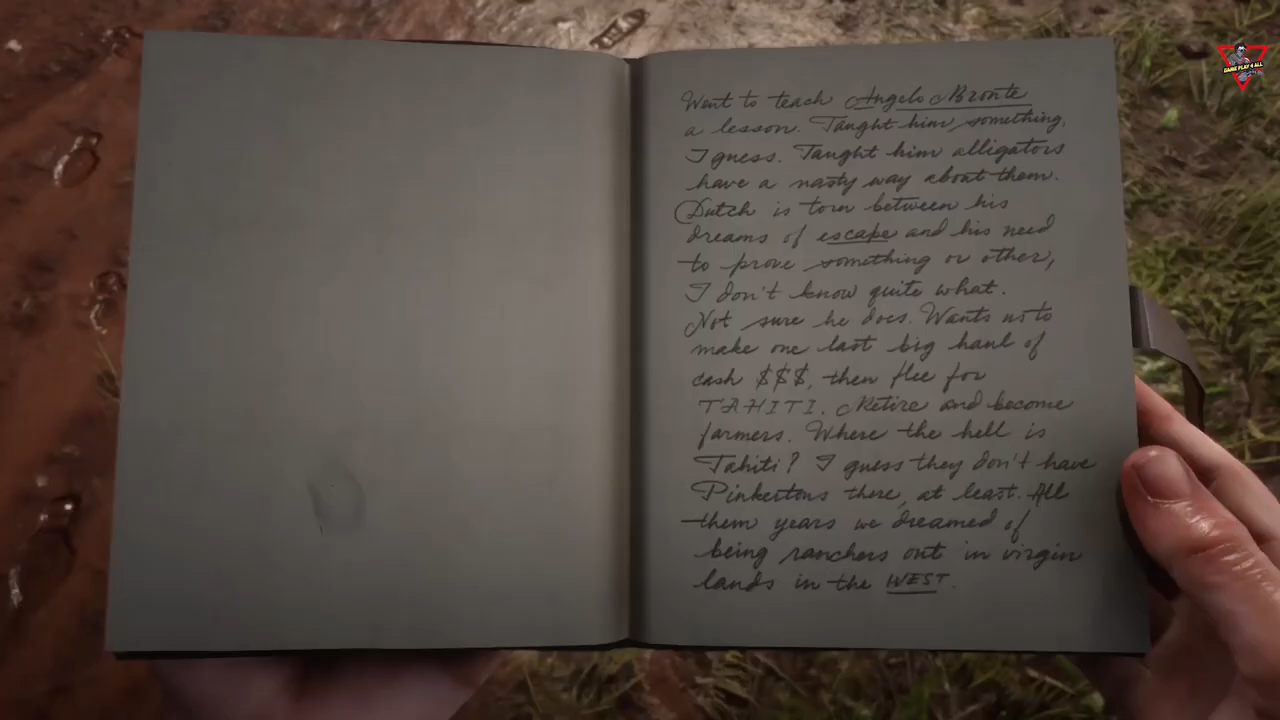 Went to teach Angelo Bronte
a lesson. Taught him something,
I guess. Taught him alligators
have a nasty way about them.
Dutch is torn between his
dreams of escape and his need
to prove something or other,
I don't know quite what.
Not sure he does. Wants us to
make one last big haul of
cash $$$, then flee for
TAHITI. Retire and become
farmers. Where the hell is
Tahiti? I guess they don't have
Pinkertons there, at least. All
them years we dreamed of
being ranchers out in virgin
lands in the WEST.
GAME PLAY 4 ALL